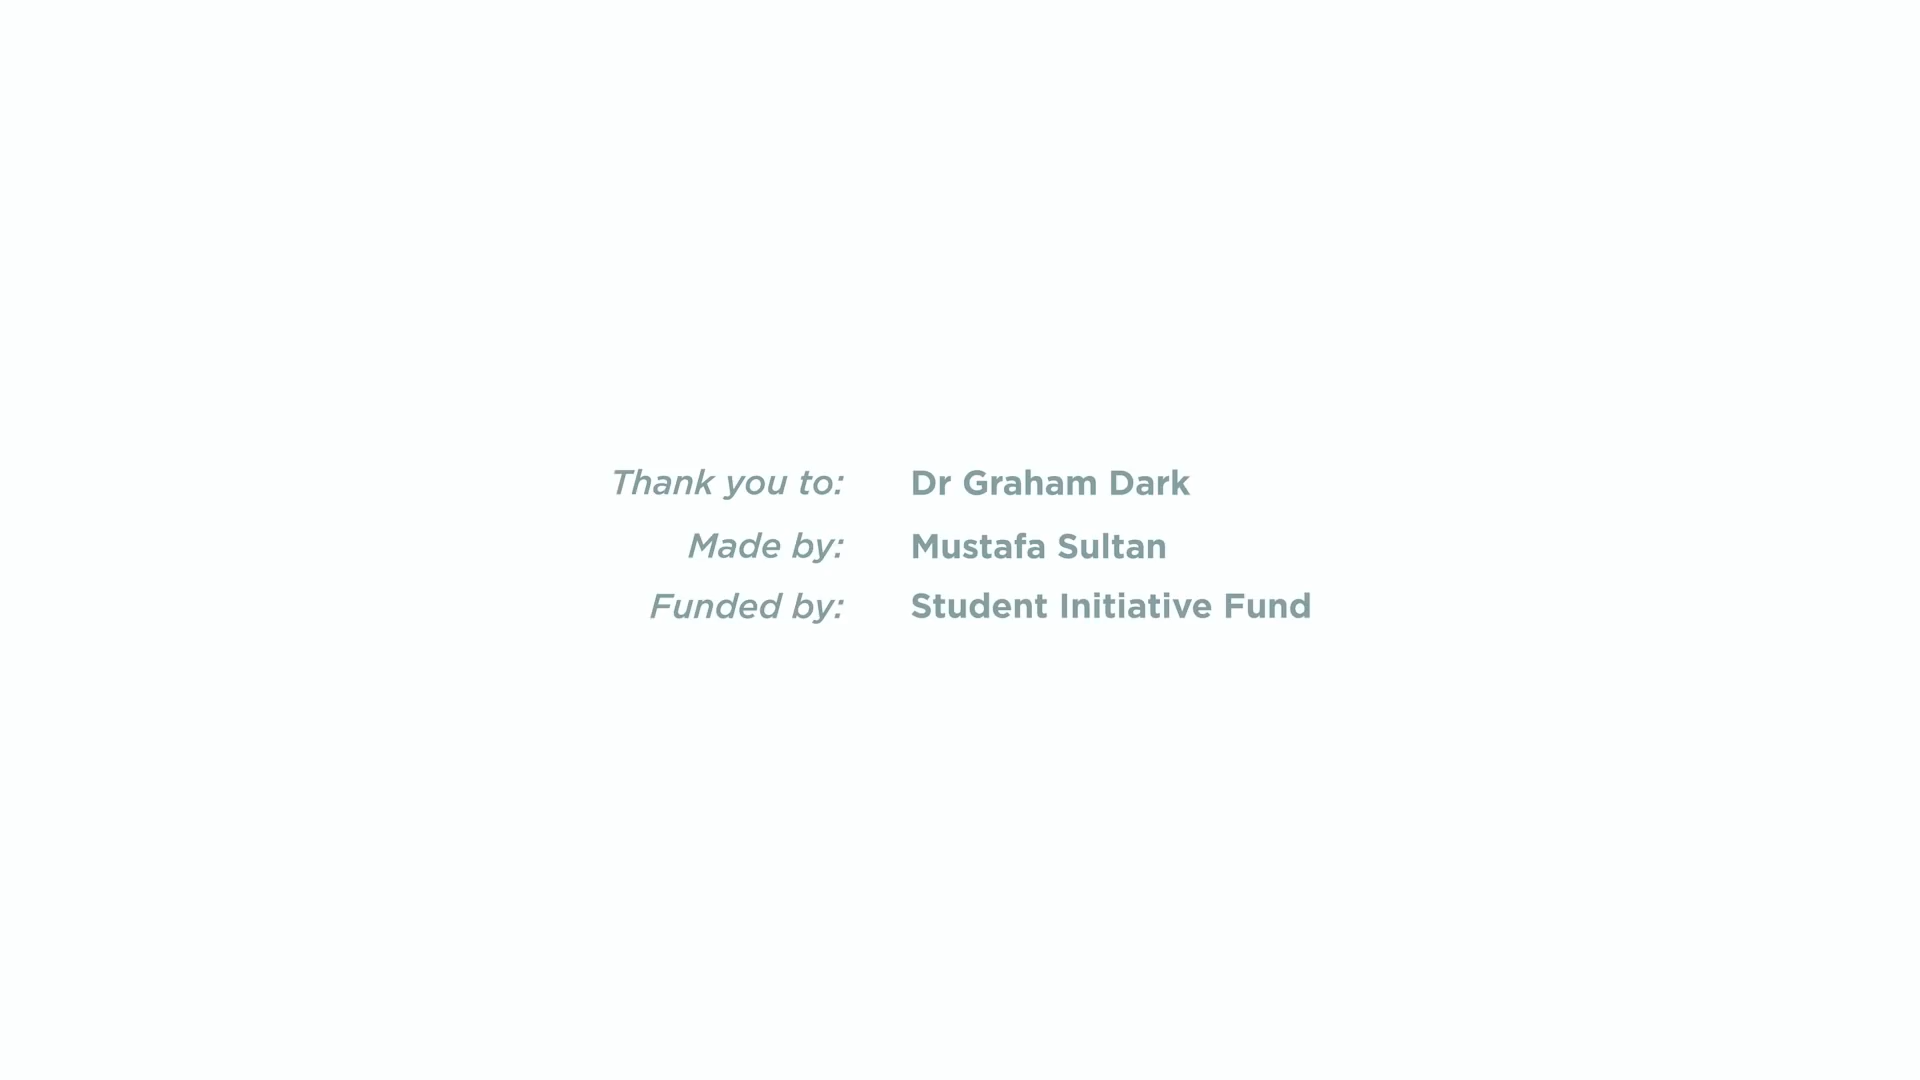 Thank you to: Dr Graham Dark
Made by: Mustafa Sultan
Funded by: Student Initiative Fund